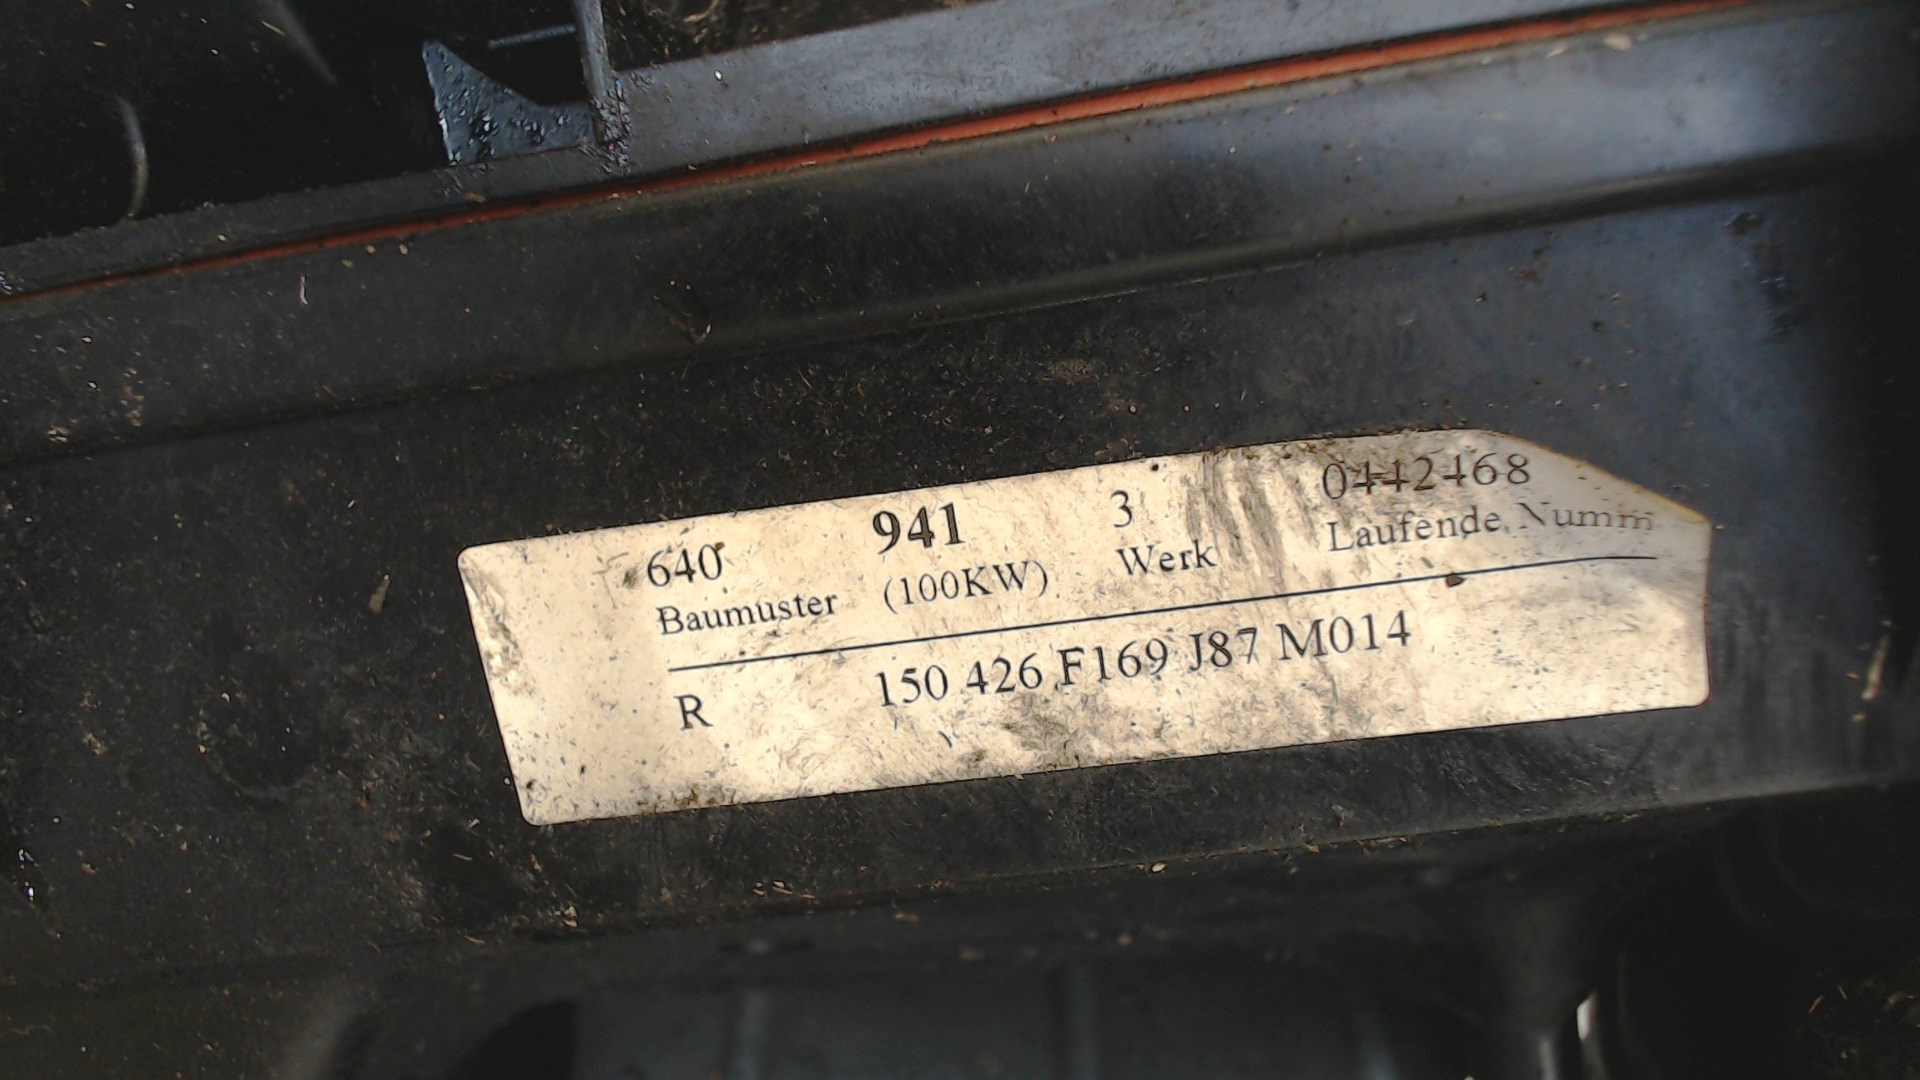 640 941 3 0442468
Baumuster (100KW) Werk Laufende Numm
R 150 426 F169 J87 M014